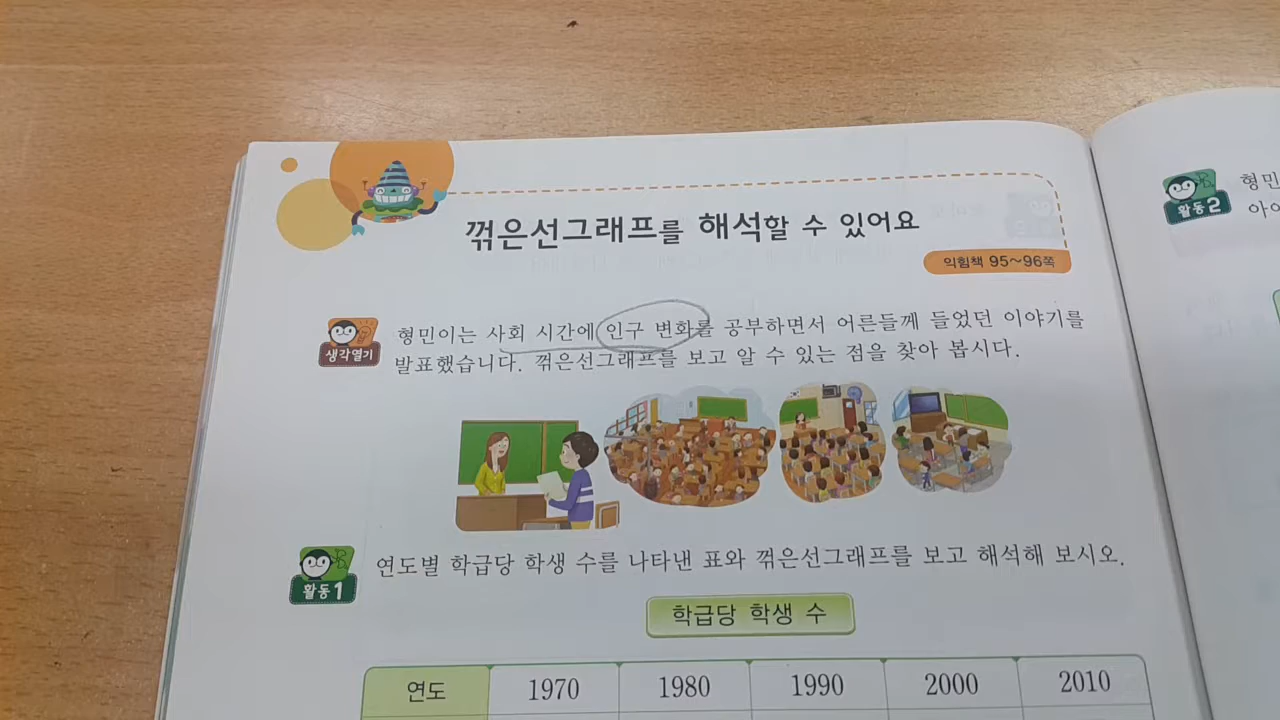 꺾은선그래프를 해석할 수 있어요
익힘책 95~96쪽
생각열기
형민이는 사회 시간에 인구 변화를 공부하면서 어른들께 들었던 이야기를
발표했습니다. 꺾은선그래프를 보고 알 수 있는 점을 찾아 봅시다.
활동1
연도별 학급당 학생 수를 나타낸 표와 꺾은선그래프를 보고 해석해 보시오.
학급당 학생 수
연도 1970 1980 1990 2000 2010
활동2
형민